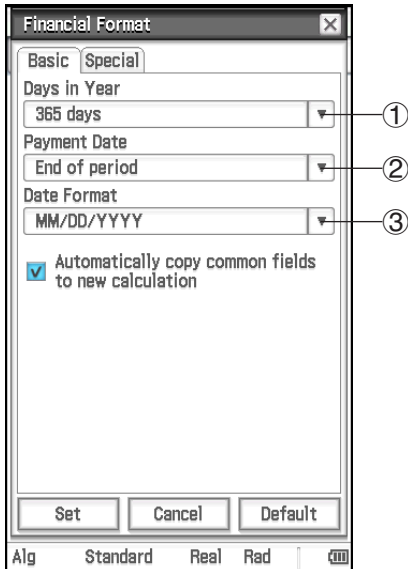 Financial Format
Basic Special
Days in Year
365 days
①
Payment Date
End of period
②
Date Format
MM/DD/YYYY
③
Automatically copy common fields
to new calculation
Set Cancel Default
Alg Standard Real Rad